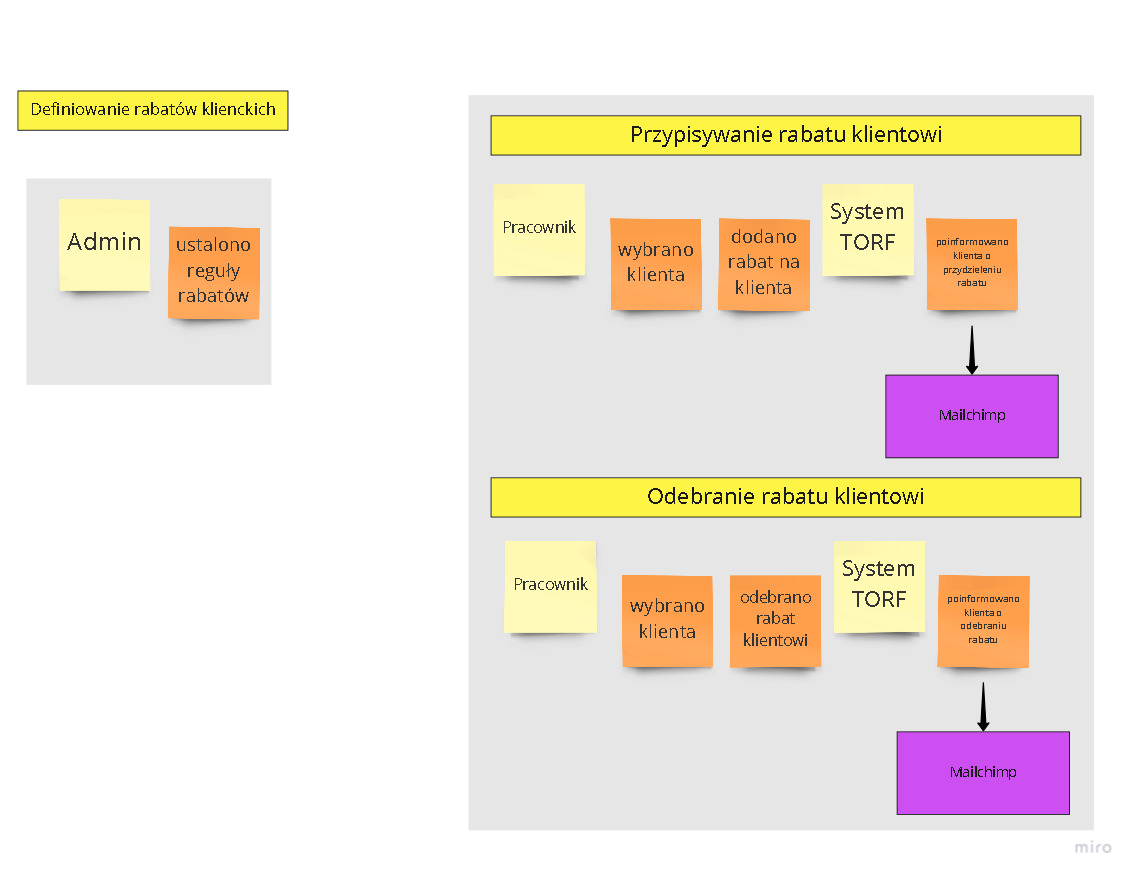 Definiowanie rabatów klienckich
Admin
ustalono
reguły
rabatów
Przypisywanie rabatu klientowi
Pracownik
wybrano
klienta
dodano
rabat na
klienta
System
TORF
poinformowano
klienta o
przydzieleniu
rabatu
Mailchimp
Odebranie rabatu klientowi
Pracownik
wybrano
klienta
odebrano
rabat
klientowi
System
TORF
poinformowano
klienta o
odebraniu
rabatu
Mailchimp
miro